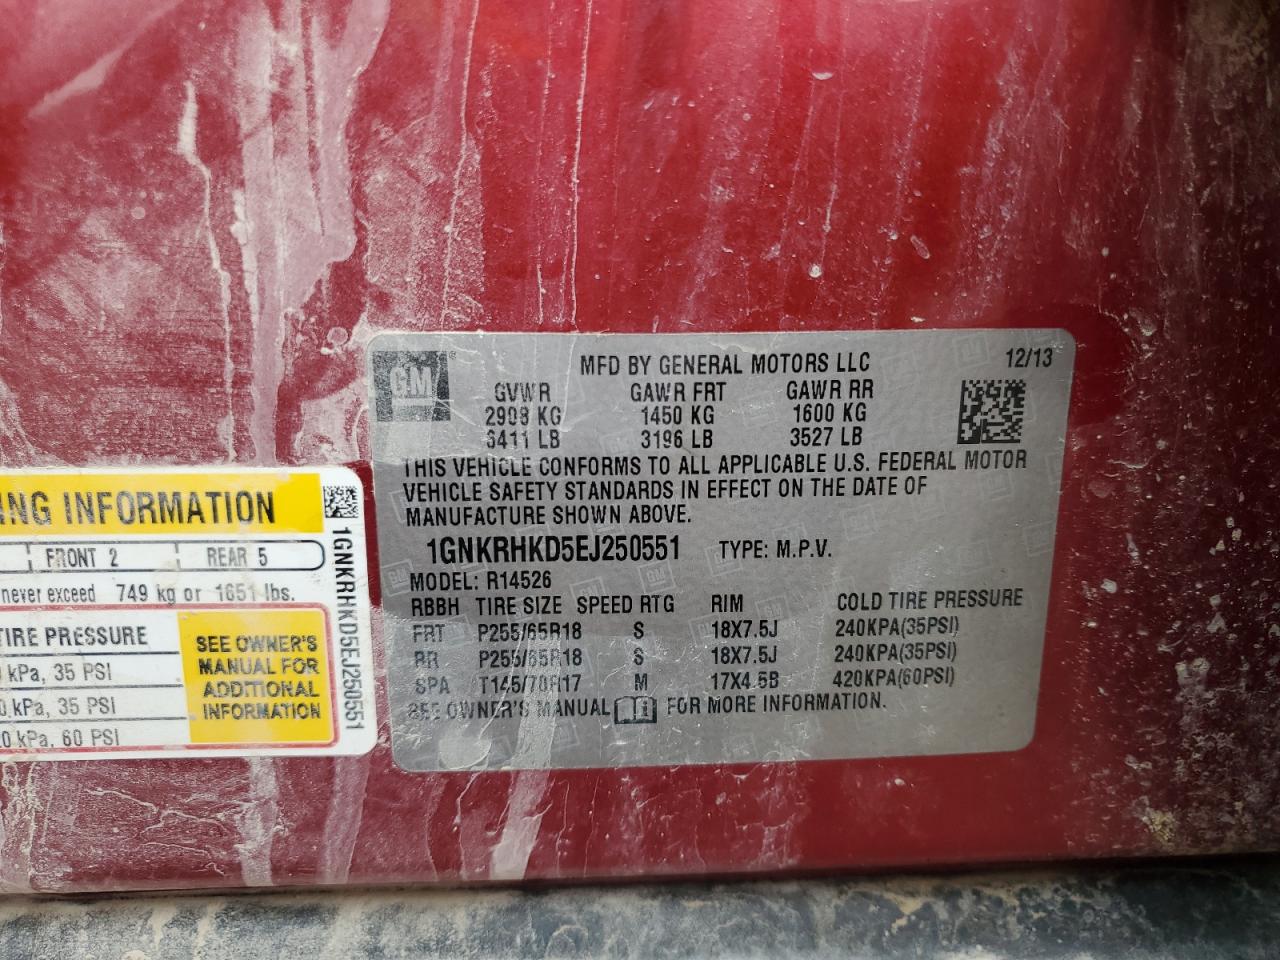 GM
MFD BY GENERAL MOTORS LLC 12/13
GVWR GAWR FRT GAWR RR
2908 KG 1450 KG 1600 KG
6411 LB 3196 LB 3527 LB
THIS VEHICLE CONFORMS TO ALL APPLICABLE U.S. FEDERAL MOTOR
VEHICLE SAFETY STANDARDS IN EFFECT ON THE DATE OF
MANUFACTURE SHOWN ABOVE.
1GNKRHKD5EJ250551 TYPE: M.P.V.
MODEL: R14526
RBBH TIRE SIZE SPEED RTG RIM COLD TIRE PRESSURE
FRT P255/65R18 S 18X7.5J 240KPA(35PSI)
RR P255/65R18 S 18X7.5J 240KPA(35PSI)
SPA T145/70R17 M 17X4.5B 420KPA(60PSI)
SEE OWNER'S MANUAL FOR MORE INFORMATION.
ING INFORMATION
FRONT 2 REAR 5
never exceed 749 kg or 1651 lbs.
TIRE PRESSURE
kPa, 35 PSI
0 kPa, 35 PSI
0 kPa, 60 PSI
SEE OWNER'S
MANUAL FOR
ADDITIONAL
INFORMATION
1GNKRHKD5EJ250551